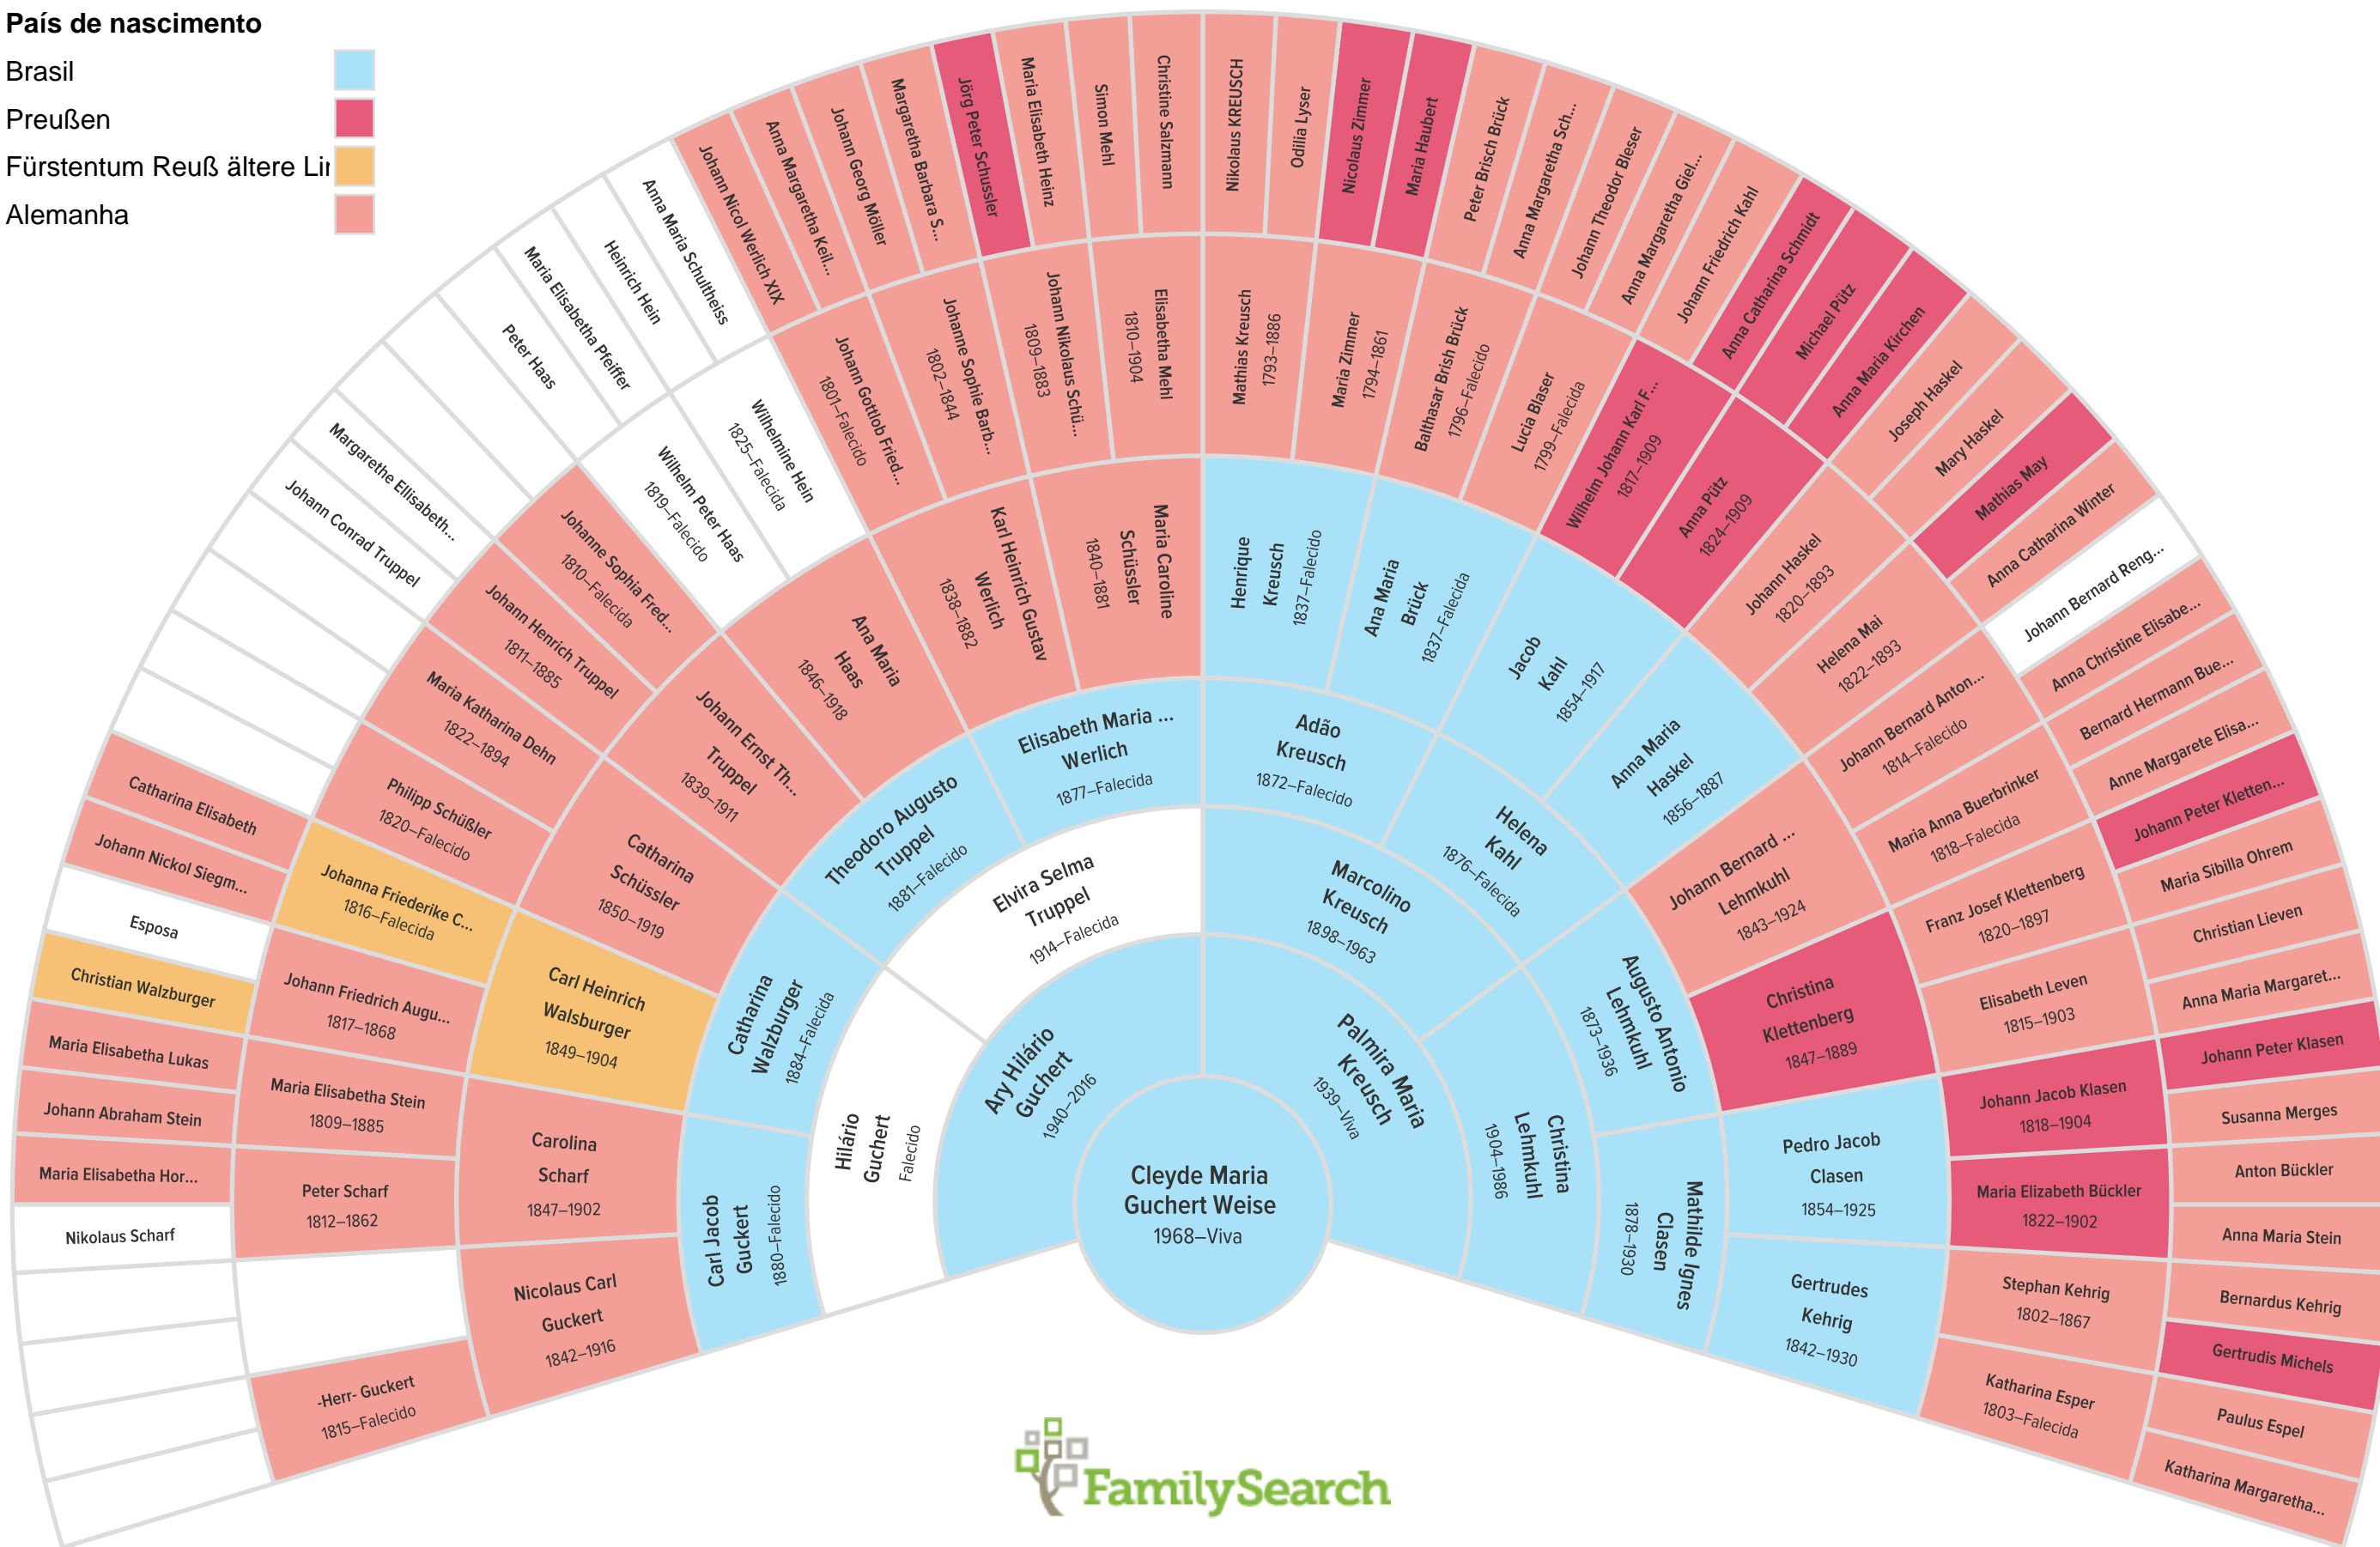 País de nascimento
Brasil
Preußen
Fürstentum Reuß ältere Lin
Alemanha
Cleyde Maria
Guchert Weise
1968–Viva
Ary Hilário
Guchert
1940–2016
Palmira Maria
Kreusch
1939–Viva
Hilário
Guchert
Falecido
Elvira Selma
Truppel
1914–Falecida
Marcolino
Kreusch
1898–1963
Christina
Lehmkuhl
1904–1986
Carl Jacob
Guckert
1880–Falecido
Catharina
Walzburger
1884–Falecida
Theodoro Augusto
Truppel
1881–Falecido
Elisabeth Maria ...
Werlich
1877–Falecida
Adão
Kreusch
1872–Falecido
Helena
Kahl
1876–Falecida
Augusto Antonio
Lehmkuhl
1873–1936
Mathilde Ignes
Clasen
1878–1930
Nicolaus Carl
Guckert
1842–1916
Carolina
Scharf
1847–1902
Carl Heinrich
Walsburger
1849–1904
Catharina
Schüssler
1850–1919
Johann Ernst Th...
Truppel
1839–1911
Ana Maria
Haas
1846–1918
Karl Heinrich Gustav
Werlich
1838–1882
Maria Caroline
Schüssler
1840–1881
Henrique
Kreusch
1837–Falecido
Ana Maria
Brück
1837–Falecida
Jacob
Kahl
1854–1917
Anna Maria
Haskel
1856–1887
Johann Bernard ...
Lehmkuhl
1843–1924
Christina
Klettenberg
1847–1889
Pedro Jacob
Clasen
1854–1925
Gertrudes
Kehrig
1842–1930
-Herr- Guckert
1815–Falecido
Peter Scharf
1812–1862
Maria Elisabetha Stein
1809–1885
Johann Friedrich Augu...
1817–1868
Johanna Friederike C...
1816–Falecida
Philipp Schüßler
1820–Falecido
Maria Katharina Dehn
1822–1894
Johann Henrich Truppel
1811–1885
Johanne Sophia Fred...
1810–Falecida
Wilhelm Peter Haas
1819–Falecido
Wilhelmine Hein
1825–Falecida
Johann Gottlob Fried...
1801–Falecido
Johanne Sophie Barb...
1802–1844
Johann Nikolaus Schü...
1809–1883
Elisabetha Mehl
1810–1904
Mathias Kreusch
1793–1886
Maria Zimmer
1794–1861
Balthasar Brish Brück
1796–Falecido
Lucia Blaser
1799–Falecida
Wilhelm Johann Karl F...
1817–1909
Anna Pütz
1824–1909
Johann Haskel
1820–1893
Helena Mai
1822–1893
Johann Bernard Anton...
1814–Falecido
Maria Anna Buerbrinker
1818–Falecida
Franz Josef Klettenberg
1820–1897
Elisabeth Leven
1815–1903
Johann Jacob Klasen
1818–1904
Maria Elizabeth Bückler
1822–1902
Stephan Kehrig
1802–1867
Katharina Esper
1803–Falecida
Nikolaus Scharf
Maria Elisabetha Hor...
Johann Abraham Stein
Maria Elisabetha Lukas
Christian Walzburger
Esposa
Johann Nickol Siegm...
Catharina Elisabeth
Johann Conrad Truppel
Margarethe Ellisabeth...
Peter Haas
Maria Elisabetha Pfeiffer
Heinrich Hein
Anna Maria Schultheiss
Johann Nicol Werlich XIX
Anna Margaretha Keil...
Johann Georg Möller
Margaretha Barbara S...
Jörg Peter Schussler
Maria Elisabeth Heinz
Simon Mehl
Christine Salzmann
Nikolaus KREUSCH
Odilia Lyser
Nicolaus Zimmer
Maria Haubert
Peter Brisch Brück
Anna Margaretha Sch...
Johann Theodor Bleser
Anna Margaretha Giel...
Johann Friedrich Kahl
Anna Catharina Schmidt
Michael Pütz
Anna Maria Kirchen
Joseph Haskel
Mary Haskel
Mathias May
Anna Catharina Winter
Johann Bernard Reng...
Anna Christine Elisabe...
Bernard Hermann Bue...
Anne Margarete Elisa...
Johann Peter Kletten...
Maria Sibilla Ohrem
Christian Lieven
Anna Maria Margaret...
Johann Peter Klasen
Susanna Merges
Anton Bückler
Anna Maria Stein
Bernardus Kehrig
Gertrudis Michels
Paulus Espel
Katharina Margaretha...
FamilySearch